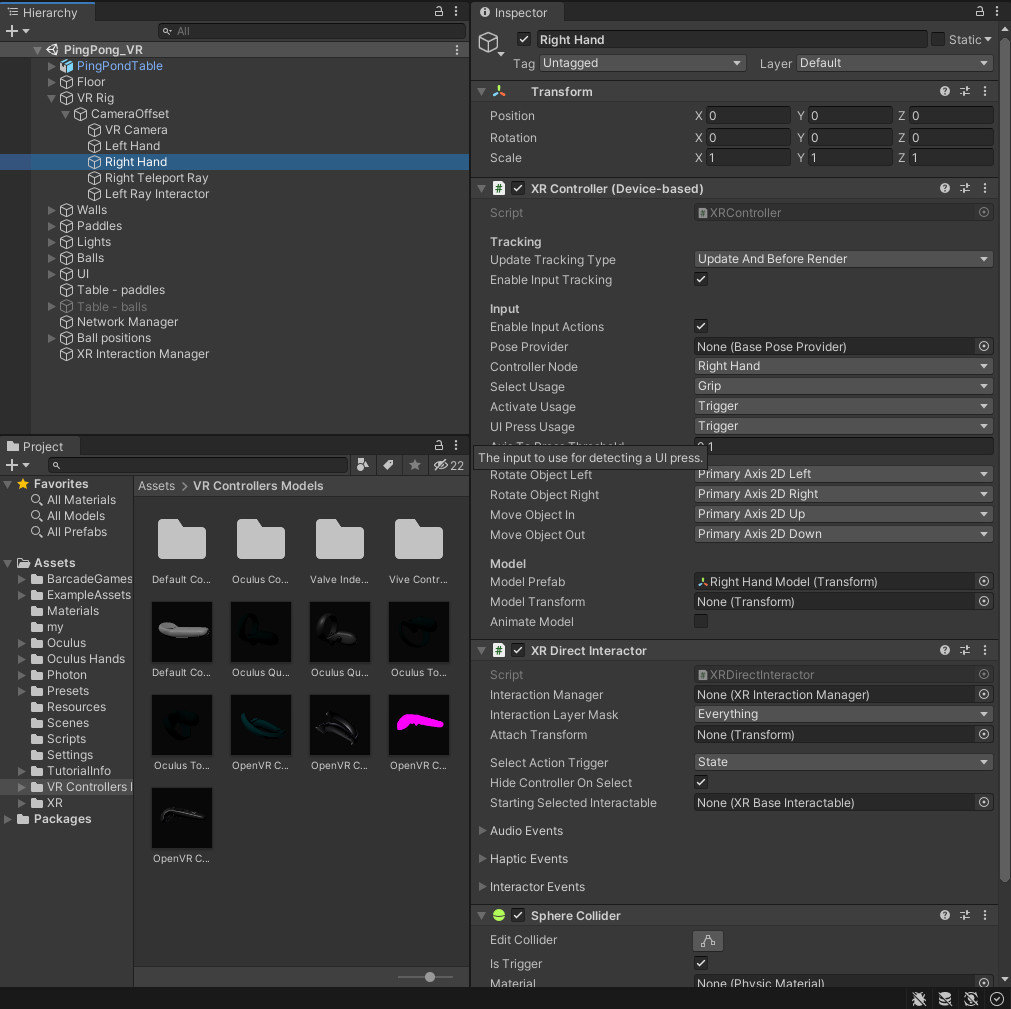 Hierarchy
All
PingPong_VR
PingPondTable
Floor
VR Rig
CameraOffset
VR Camera
Left Hand
Right Hand
Right Teleport Ray
Left Ray Interactor
Walls
Paddles
Lights
Balls
UI
Table - paddles
Table - balls
Network Manager
Ball positions
XR Interaction Manager
Project
22
Favorites
All Materials
All Models
All Prefabs
Assets
BarcadeGames
ExampleAssets
Materials
my
Oculus
Oculus Hands
Photon
Presets
Resources
Scenes
Scripts
Settings
TutorialInfo
VR Controllers
XR
Packages
Assets > VR Controllers Models
Default Co... Oculus Co... Valve Inde... Vive Contr...
Default Co... Oculus Qu... Oculus Qu... Oculus To...
Oculus To... OpenVR C... OpenVR C... OpenVR C...
OpenVR C...
Inspector
Right Hand Static
Tag Untagged Layer Default
Transform
Position X 0 Y 0 Z 0
Rotation X 0 Y 0 Z 0
Scale X 1 Y 1 Z 1
XR Controller (Device-based)
Script # XRController
Tracking
Update Tracking Type Update And Before Render
Enable Input Tracking
Input
Enable Input Actions
Pose Provider None (Base Pose Provider)
Controller Node Right Hand
Select Usage Grip
Activate Usage Trigger
UI Press Usage Trigger
Axis To Press Threshold 0.1
The input to use for detecting a UI press.
Rotate Object Left Primary Axis 2D Left
Rotate Object Right Primary Axis 2D Right
Move Object In Primary Axis 2D Up
Move Object Out Primary Axis 2D Down
Model
Model Prefab Right Hand Model (Transform)
Model Transform None (Transform)
Animate Model
XR Direct Interactor
Script # XRDirectInteractor
Interaction Manager None (XR Interaction Manager)
Interaction Layer Mask Everything
Attach Transform None (Transform)
Select Action Trigger State
Hide Controller On Select
Starting Selected Interactable None (XR Base Interactable)
Audio Events
Haptic Events
Interactor Events
Sphere Collider
Edit Collider
Is Trigger
Material None (Physic Material)